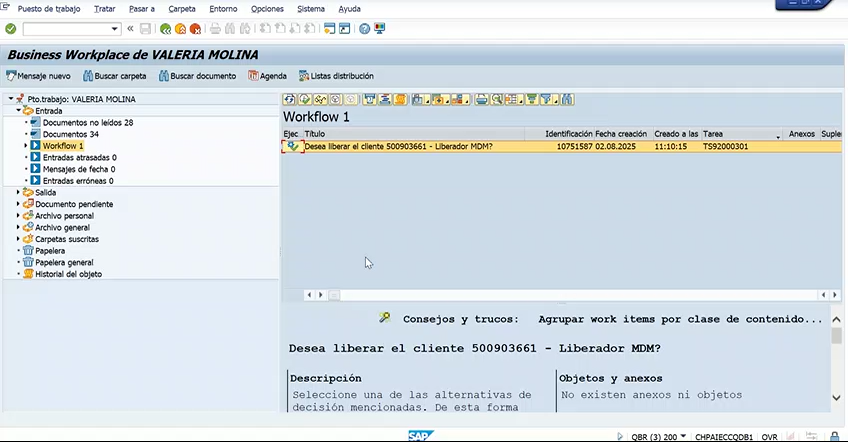 Puesto de trabajo Tratar Pasar a Carpeta Entorno Opciones Sistema Ayuda
Business Workplace de VALERIA MOLINA
Mensaje nuevo Buscar carpeta Buscar documento Agenda Listas distribución
Pto.trabajo: VALERIA MOLINA
Entrada
Documentos no leídos 28
Documentos 34
Workflow 1
Entradas atrasadas 0
Mensajes de fecha 0
Entradas erróneas 0
Salida
Documento pendiente
Archivo personal
Archivo general
Carpetas suscritas
Papelera
Papelera general
Historial del objeto
Workflow 1
Ejec Título Identificación Fecha creación Creado a las Tarea Anexos Suple
Desea liberar el cliente 500903661 - Liberador MDM? 10751587 02.08.2025 11:10:15 TS92000301
Consejos y trucos: Agrupar work items por clase de contenido...
Desea liberar el cliente 500903661 - Liberador MDM?
Descripción
Seleccione una de las alternativas de
decisión mencionadas. De esta forma
Objetos y anexos
No existen anexos ni objetos
SAP QBR (3) 200 CHPAIECCQDB1 OVR